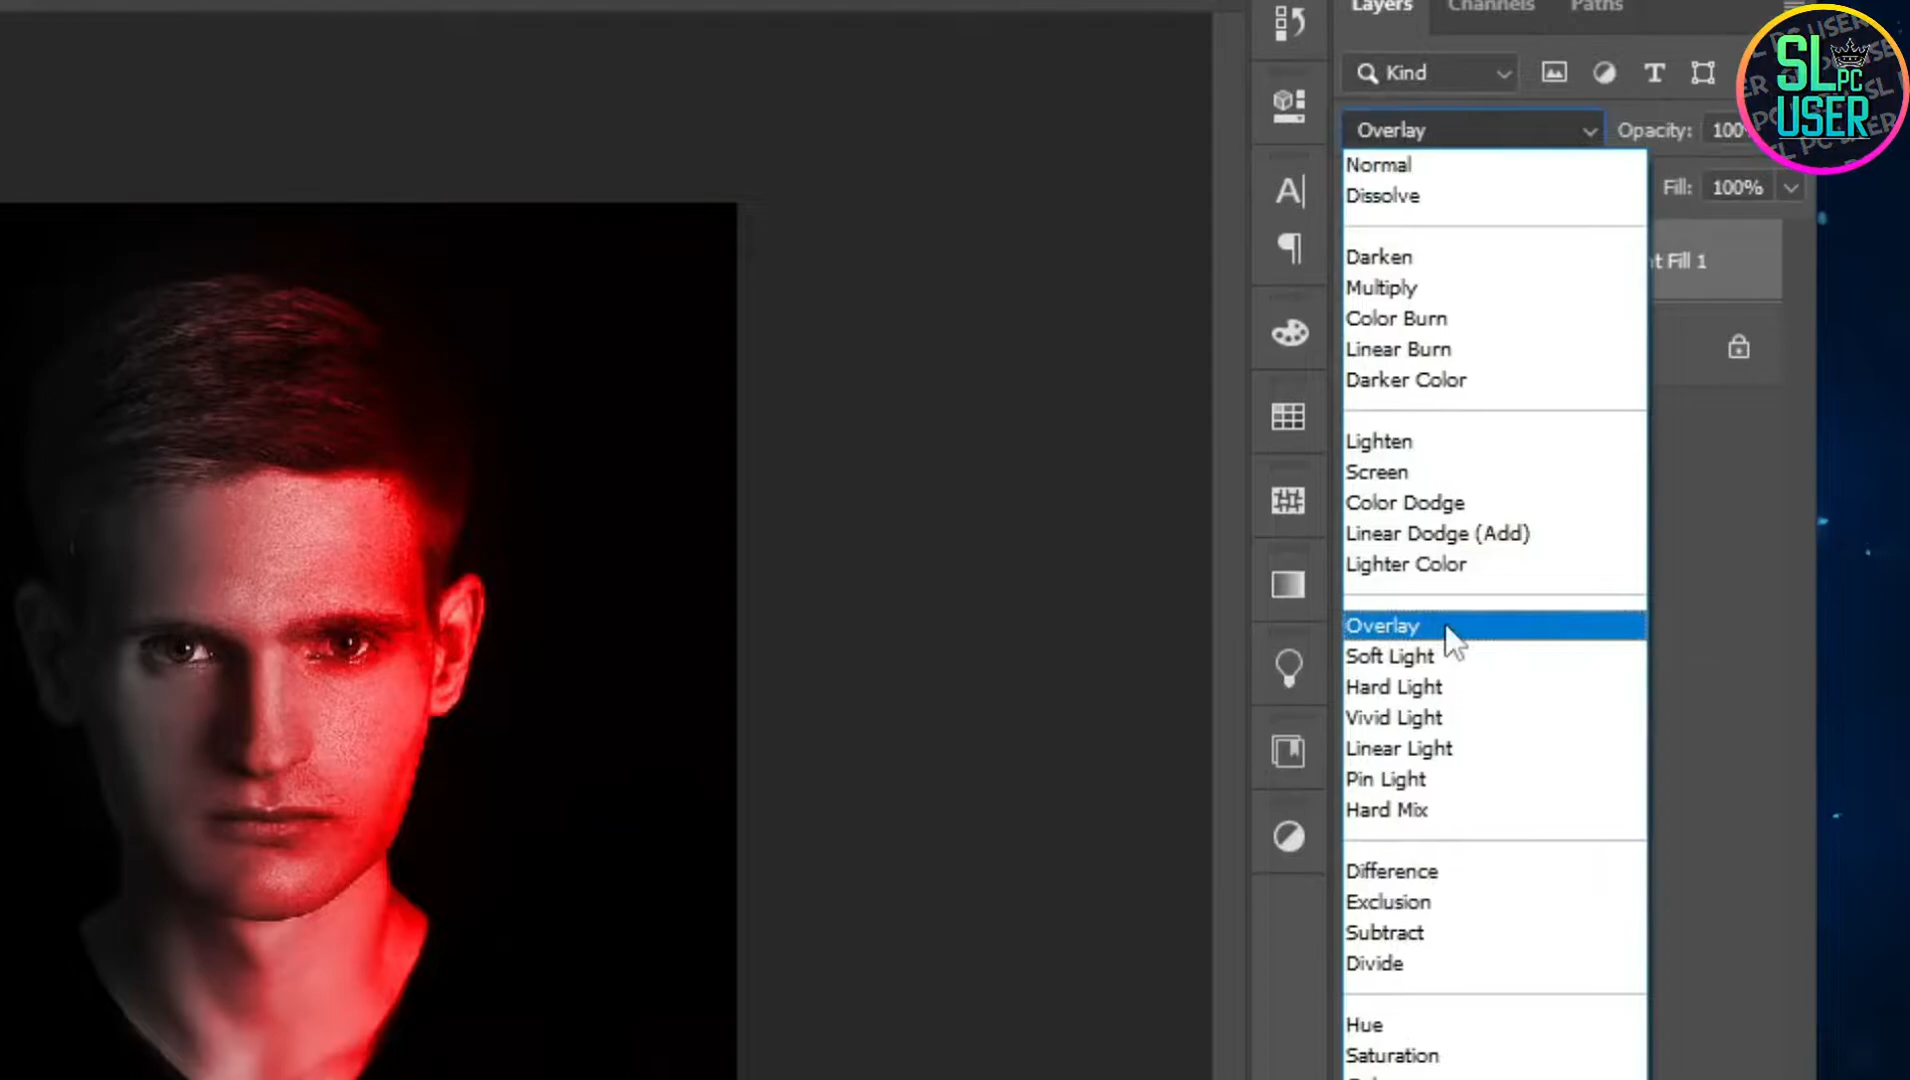 Layers Channels Paths
Kind
Overlay Opacity: 100%
Normal
Dissolve
Fill: 100%
Darken
t Fill 1
Multiply
Color Burn
Linear Burn
Darker Color
Lighten
Screen
Color Dodge
Linear Dodge (Add)
Lighter Color
Overlay
Soft Light
Hard Light
Vivid Light
Linear Light
Pin Light
Hard Mix
Difference
Exclusion
Subtract
Divide
Hue
Saturation
SL
PC
USER